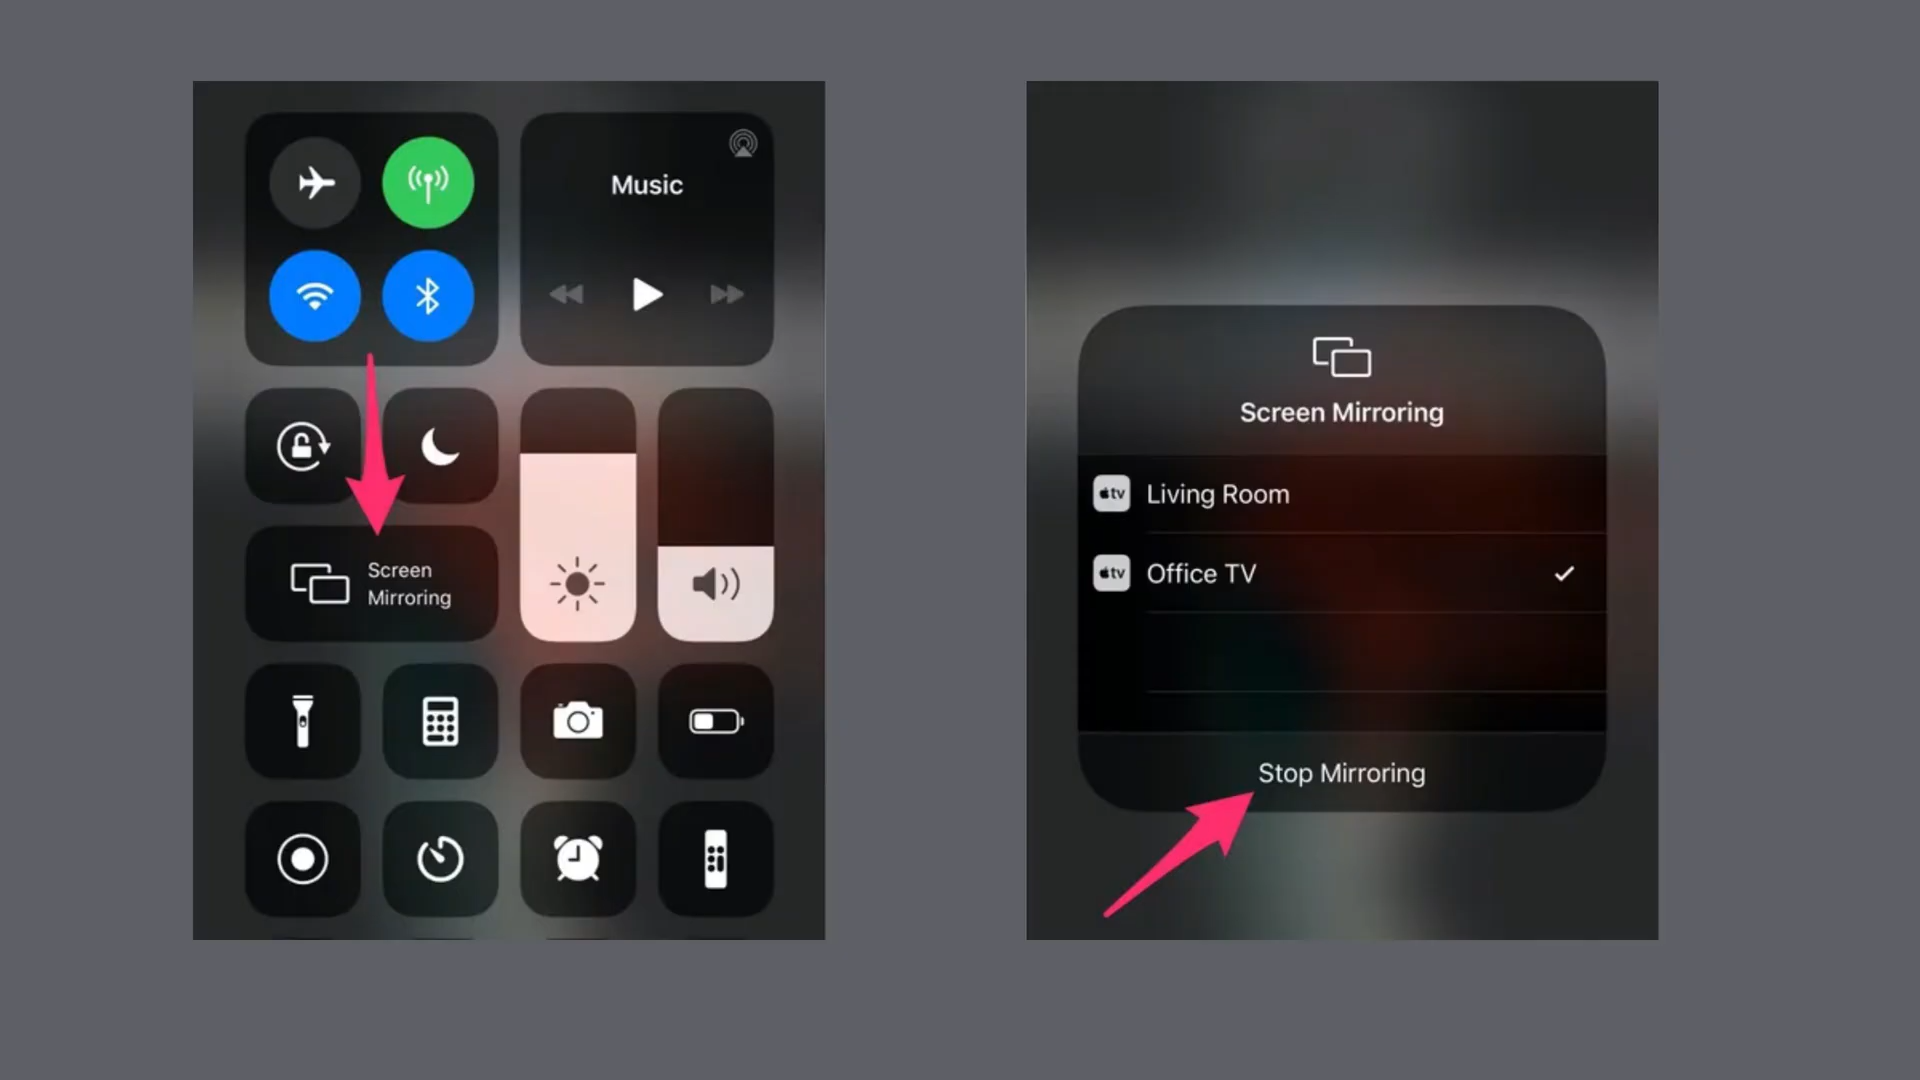 Music
Screen
Mirroring
Screen Mirroring
tv Living Room
tv Office TV
Stop Mirroring